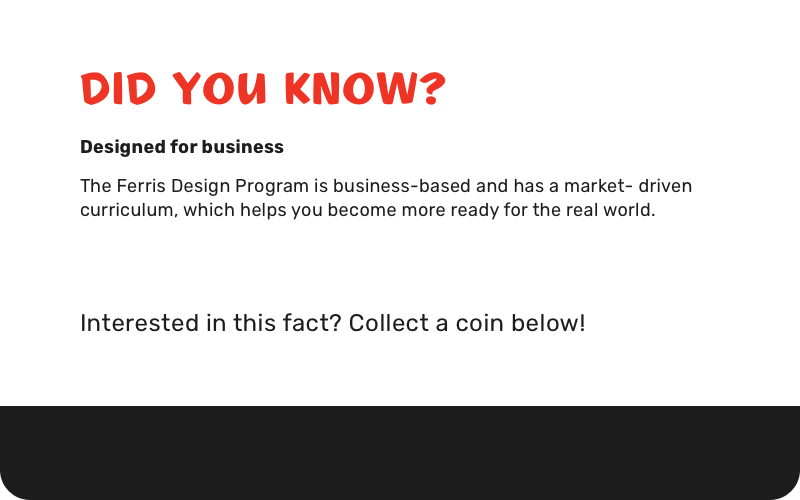 DID YOU KNOW?
Designed for business
The Ferris Design Program is business-based and has a market- driven
curriculum, which helps you become more ready for the real world.
Interested in this fact? Collect a coin below!